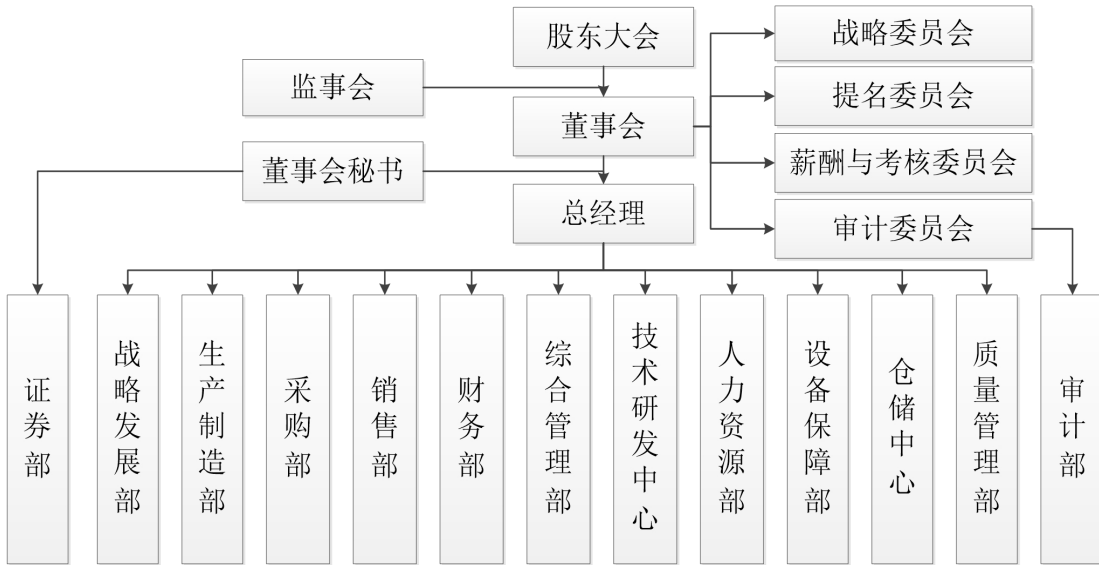 股东大会
战略委员会
监事会
提名委员会
董事会
董事会秘书
薪酬与考核委员会
总经理
审计委员会
证券部
战略发展部
生产制造部
采购部
销售部
财务部
综合管理部
技术研发中心
人力资源部
设备保障部
仓储中心
质量管理部
审计部